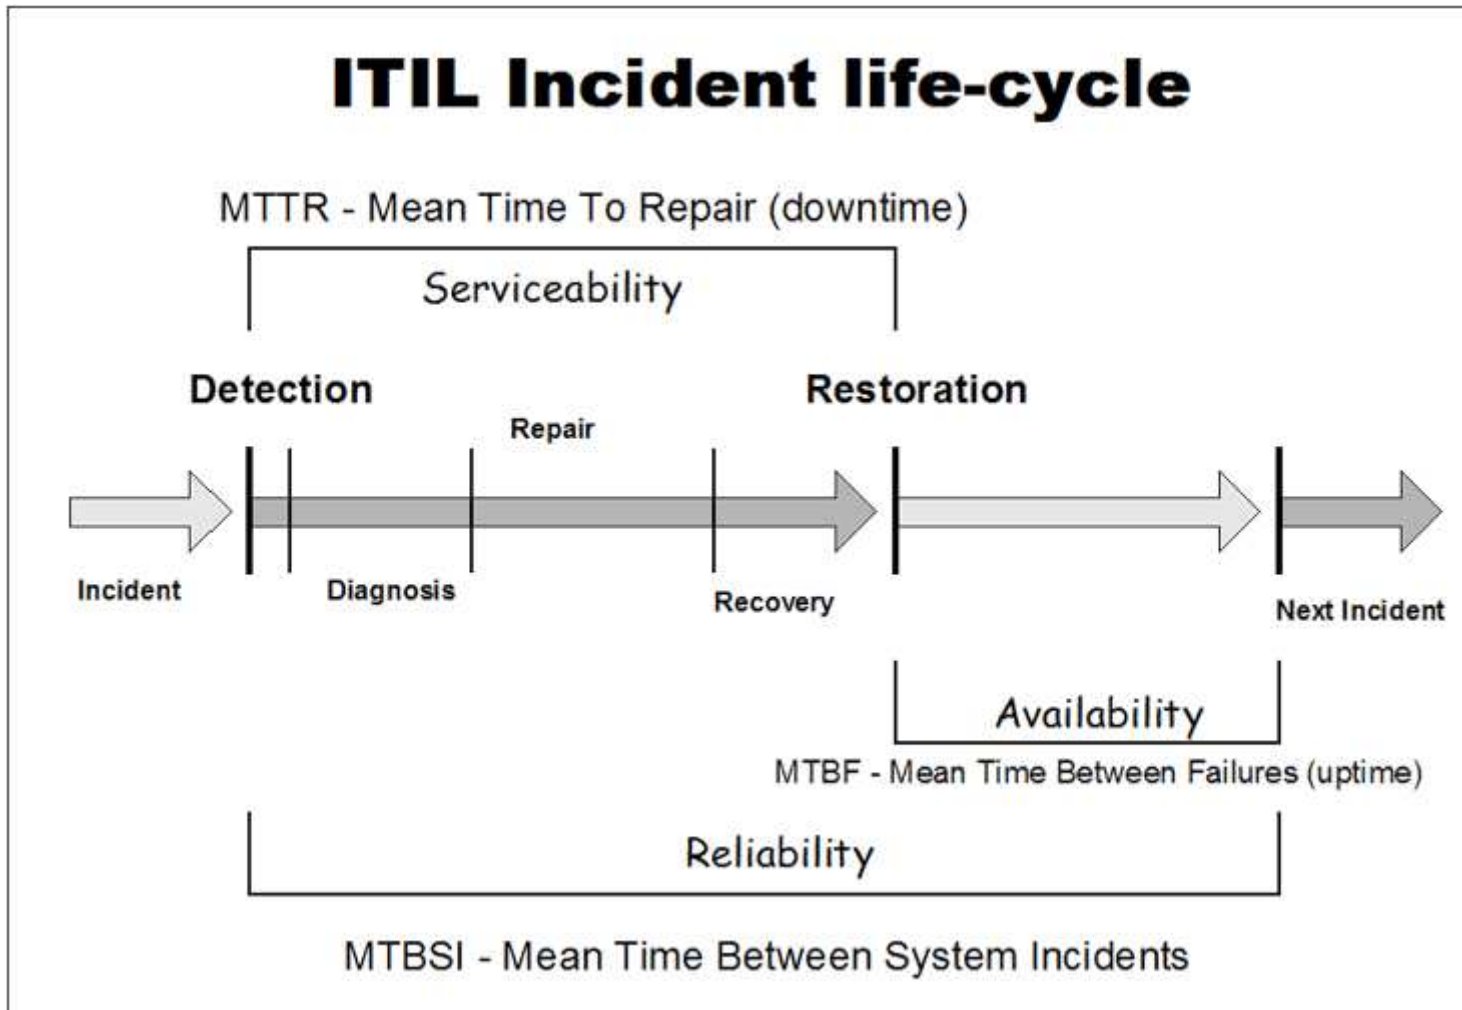 ITIL Incident life-cycle
MTTR - Mean Time To Repair (downtime)
Serviceability
Detection
Restoration
Repair
Incident
Diagnosis
Recovery
Next Incident
Availability
MTBF - Mean Time Between Failures (uptime)
Reliability
MTBSI - Mean Time Between System Incidents